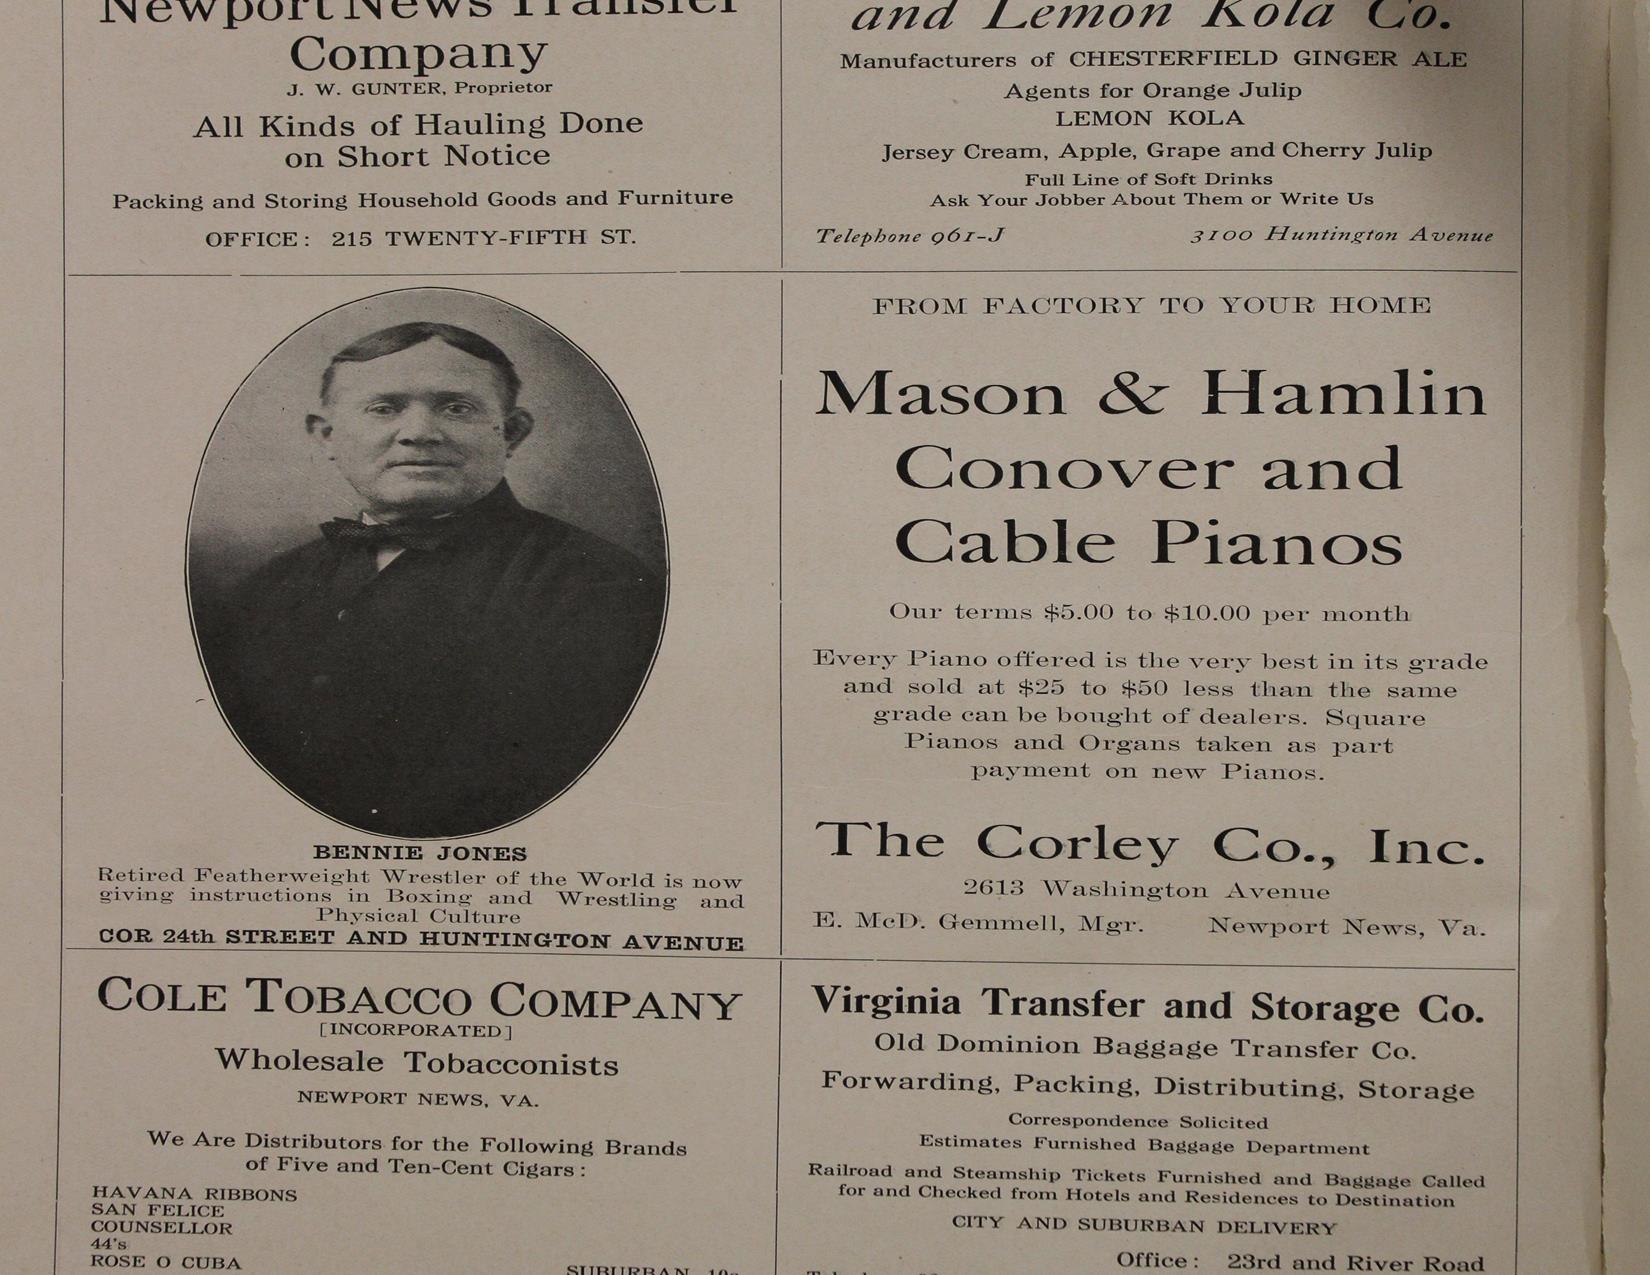 Newport News Transfer
Company
J. W. GUNTER, Proprietor
All Kinds of Hauling Done
on Short Notice
Packing and Storing Household Goods and Furniture
OFFICE: 215 TWENTY-FIFTH ST.
and Lemon Kola Co.
Manufacturers of CHESTERFIELD GINGER ALE
Agents for Orange Julip
LEMON KOLA
Jersey Cream, Apple, Grape and Cherry Julip
Full Line of Soft Drinks
Ask Your Jobber About Them or Write Us
Telephone 961-J 3100 Huntington Avenue
BENNIE JONES
Retired Featherweight Wrestler of the World is now
giving instructions in Boxing and Wrestling and
Physical Culture
COR 24th STREET AND HUNTINGTON AVENUE
FROM FACTORY TO YOUR HOME
Mason & Hamlin
Conover and
Cable Pianos
Our terms $5.00 to $10.00 per month
Every Piano offered is the very best in its grade
and sold at $25 to $50 less than the same
grade can be bought of dealers. Square
Pianos and Organs taken as part
payment on new Pianos.
The Corley Co., Inc.
2613 Washington Avenue
E. McD. Gemmell, Mgr. Newport News, Va.
COLE TOBACCO COMPANY
[INCORPORATED]
Wholesale Tobacconists
NEWPORT NEWS, VA.
We Are Distributors for the Following Brands
of Five and Ten-Cent Cigars:
HAVANA RIBBONS
SAN FELICE
COUNSELLOR
44's
ROSE O CUBA
SUBURBAN, 10c
Virginia Transfer and Storage Co.
Old Dominion Baggage Transfer Co.
Forwarding, Packing, Distributing, Storage
Correspondence Solicited
Estimates Furnished Baggage Department
Railroad and Steamship Tickets Furnished and Baggage Called
for and Checked from Hotels and Residences to Destination
CITY AND SUBURBAN DELIVERY
Office: 23rd and River Road